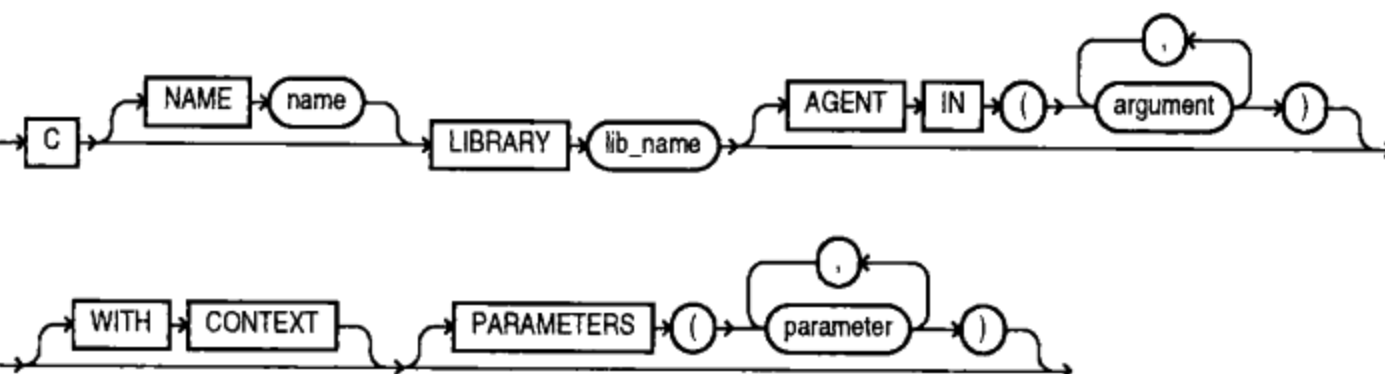 ,
C NAME name LIBRARY lib_name AGENT IN ( argument )
,
WITH CONTEXT PARAMETERS ( parameter )